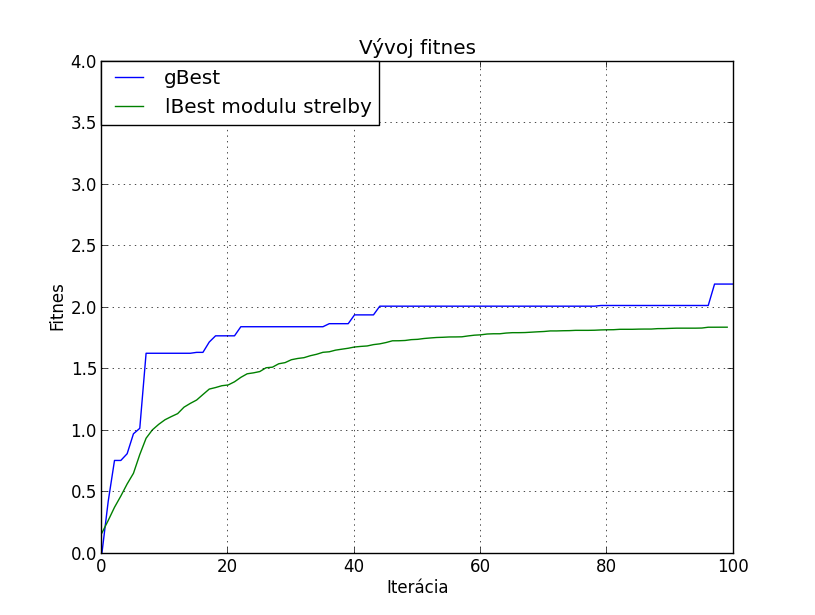 Vývoj fitnes
4.0
gBest
lBest modulu strelby
3.5
3.0
2.5
2.0
1.5
1.0
0.5
0.0
Fitnes
0 20 40 60 80 100
Iterácia